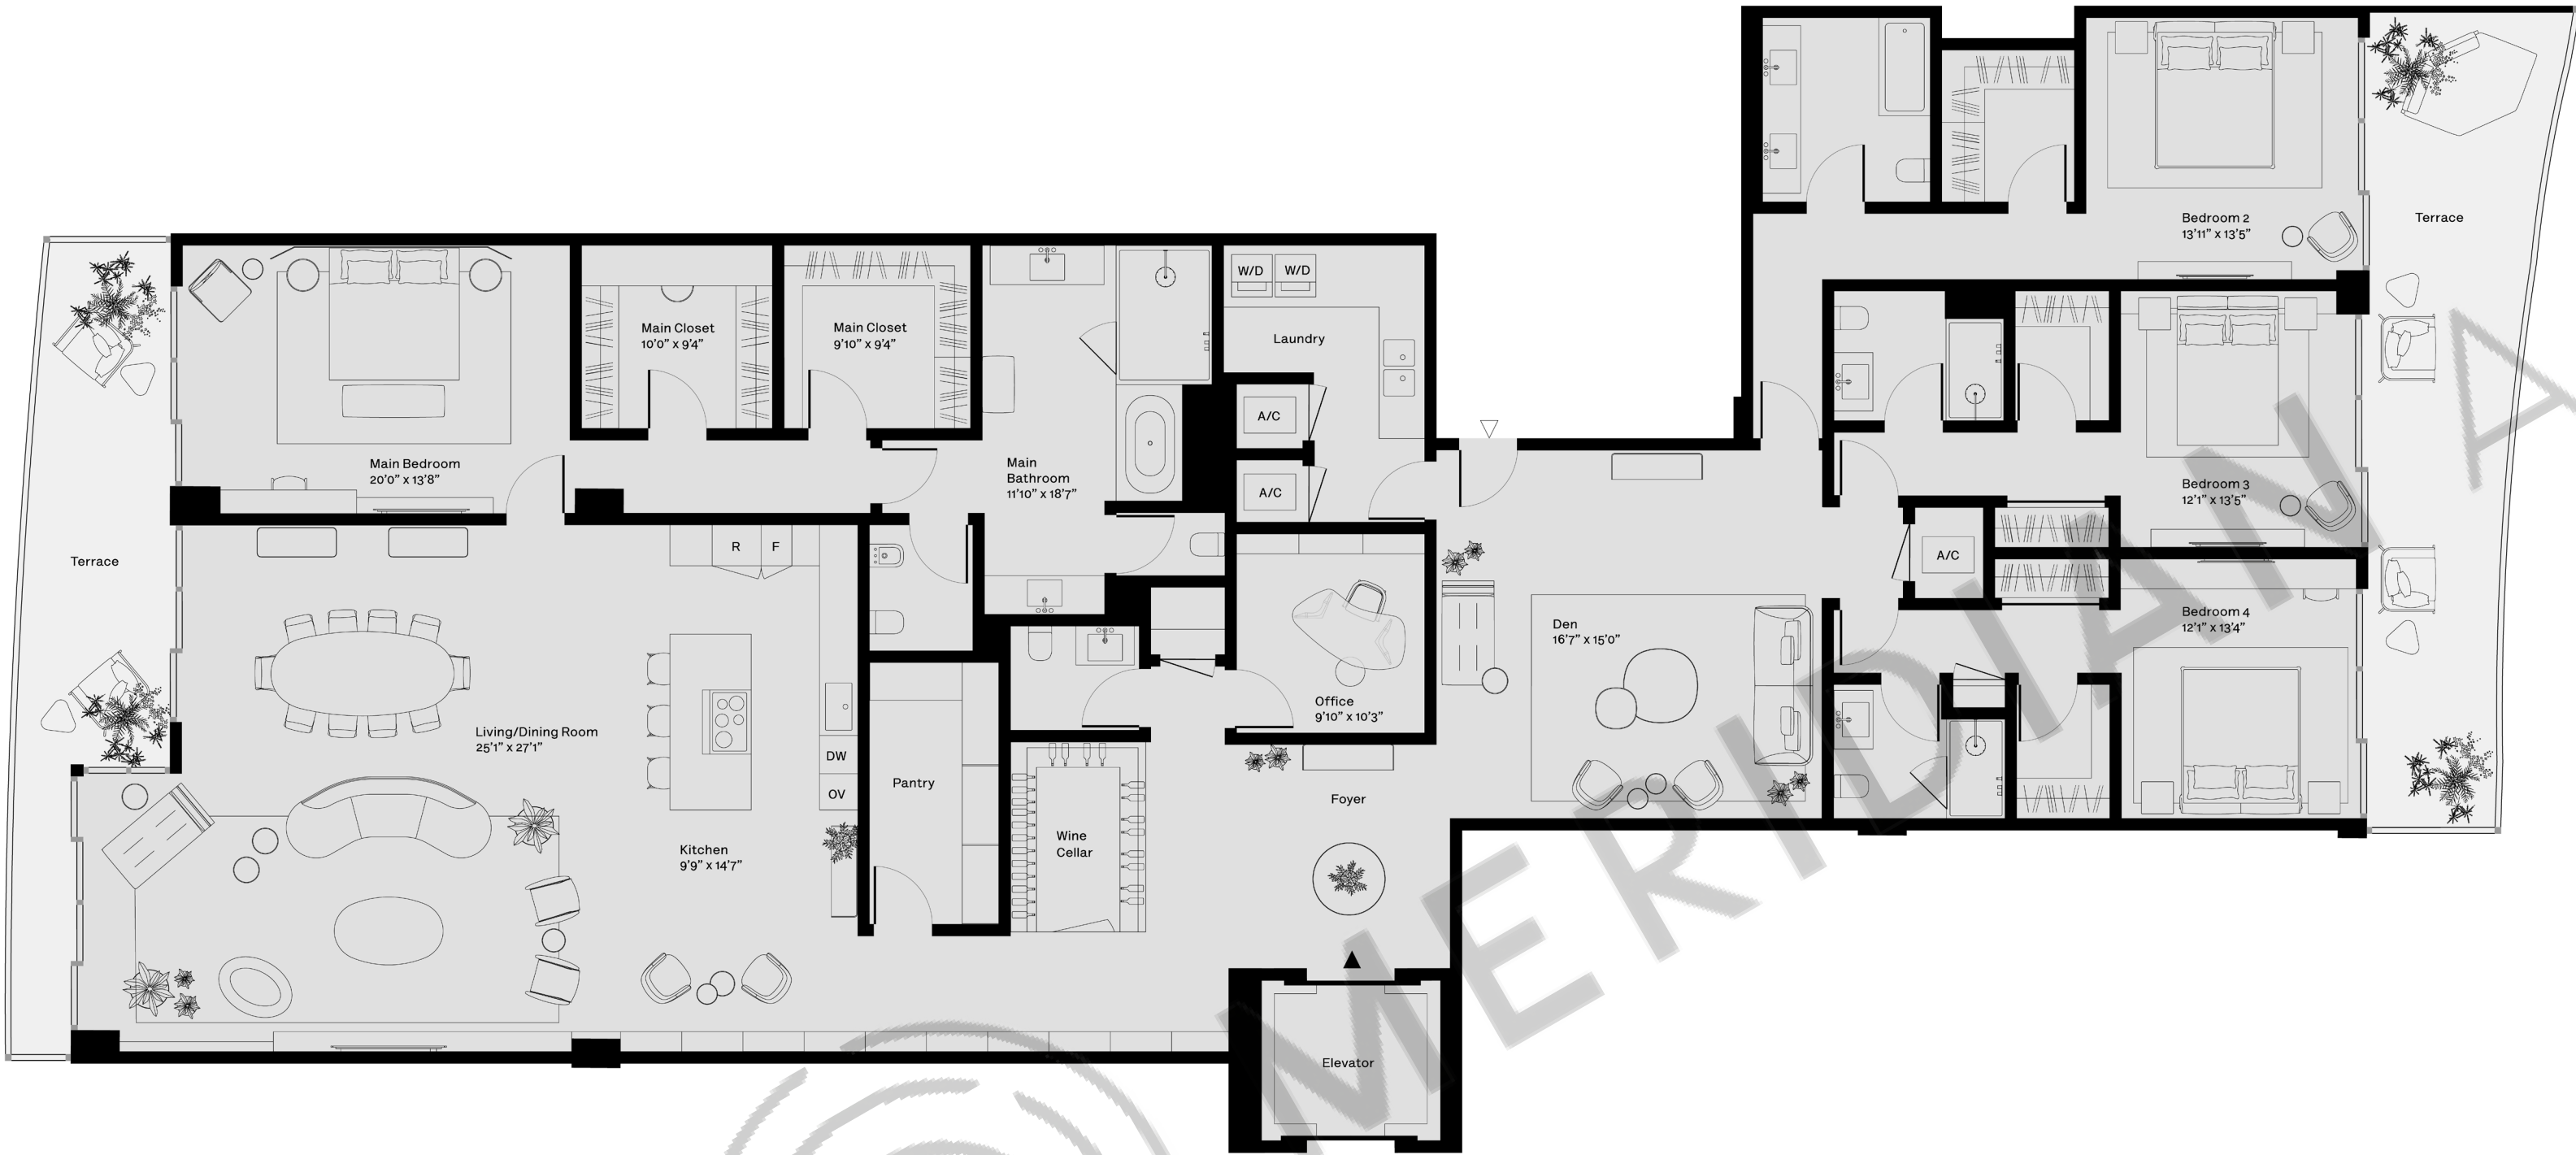 Bedroom 2
13'11" x 13'5"
Terrace
W/D
W/D
Main Closet
10'0" x 9'4"
Main Closet
9'10" x 9'4"
Laundry
A/C
Main Bedroom
20'0" x 13'8"
Main
Bathroom
11'10" x 18'7"
A/C
Bedroom 3
12'1" x 13'5"
Terrace
R
F
A/C
Bedroom 4
12'1" x 13'4"
Den
16'7" x 15'0"
Office
9'10" x 10'3"
Living/Dining Room
25'1" x 27'1"
DW
OV
Pantry
Foyer
Wine
Cellar
Kitchen
9'9" x 14'7"
Elevator
MERIDIAN A